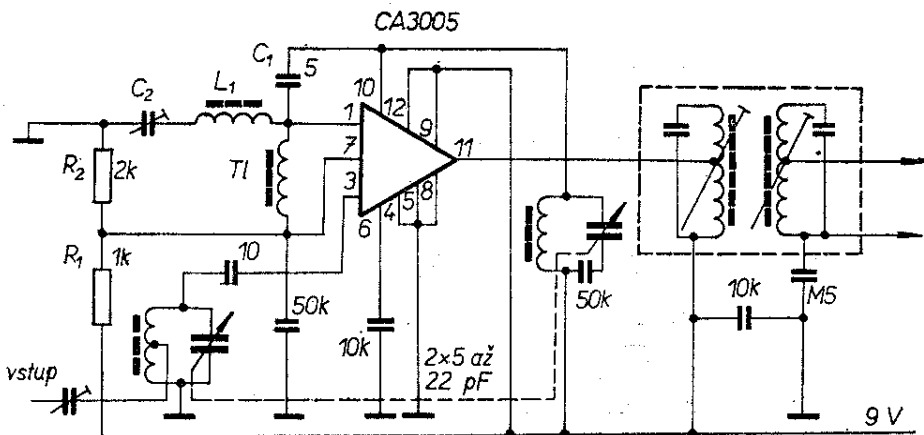 CA3005
C₁
5
C₂
L₁
10
12
1
9
7
11
R₂
2k
Tl
3
8
5
4
6
R₁
1k
10
50k
50k
10k
M5
10k
2×5 až
22 pF
vstup
9 V